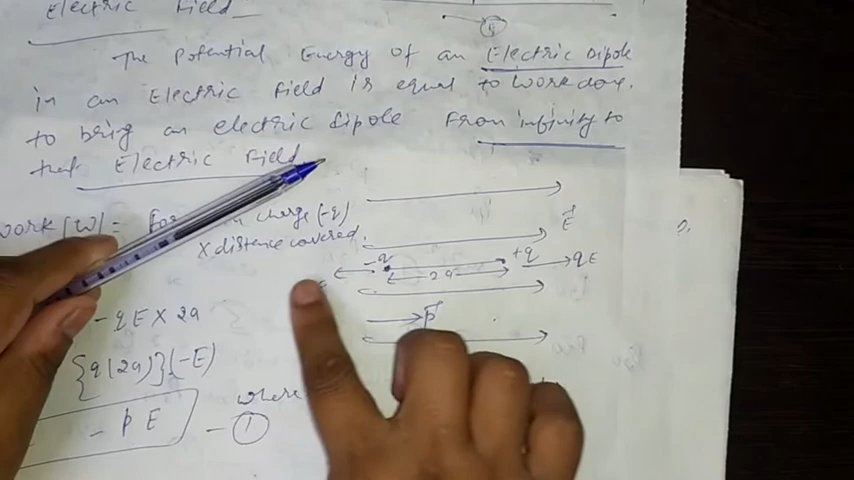 Electric Field
The Potential Energy of an Electric Dipole
in an Electric Field is equal to work done.
to bring an electric dipole From infinity to
that Electric Field
work (W) = charge (-q)
x distance covered.
E
-q +q qE
2a
p
- qE x 2a
{q(2a)}(-E)
where
- pE - ①